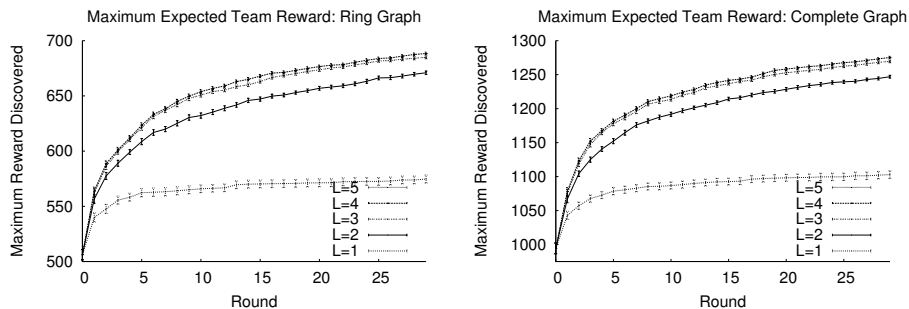 Maximum Expected Team Reward: Ring Graph
700
650
600
550
500
0 5 10 15 20 25
Maximum Reward Discovered
Round
L=5
L=4
L=3
L=2
L=1
Maximum Expected Team Reward: Complete Graph
1300
1250
1200
1150
1100
1050
1000
0 5 10 15 20 25
Maximum Reward Discovered
Round
L=5
L=4
L=3
L=2
L=1